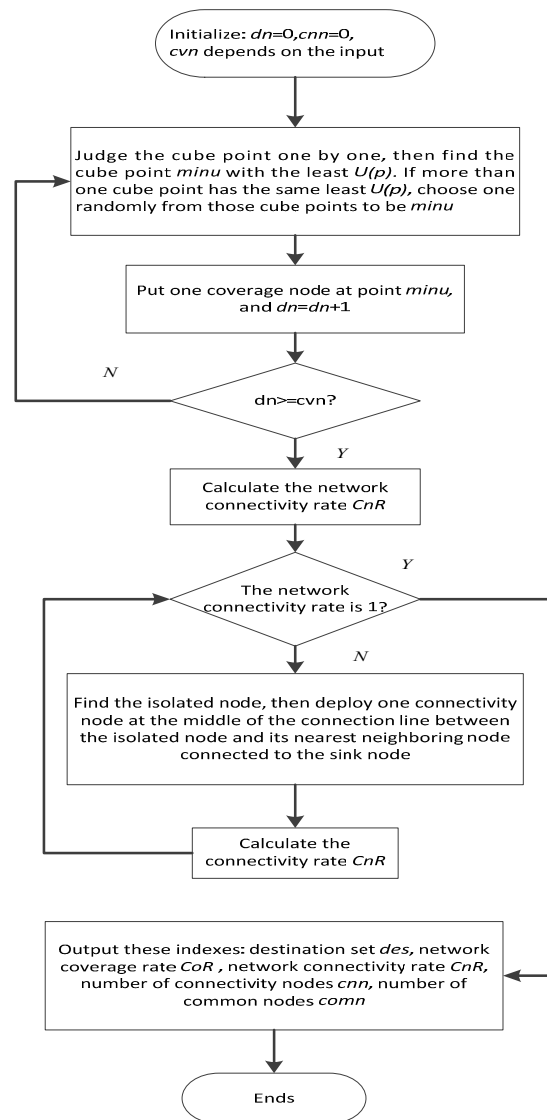 Initialize: dn=0,cnn=0,
cvn depends on the input
Judge the cube point one by one, then find the
cube point minu with the least U(p). If more than
one cube point has the same least U(p), choose one
randomly from those cube points to be minu
Put one coverage node at point minu,
and dn=dn+1
N
dn>=cvn?
Y
Calculate the network
connectivity rate CnR
Y
The network
connectivity rate is 1?
N
Find the isolated node, then deploy one connectivity
node at the middle of the connection line between
the isolated node and its nearest neighboring node
connected to the sink node
Calculate the
connectivity rate CnR
Output these indexes: destination set des, network
coverage rate CoR , network connectivity rate CnR,
number of connectivity nodes cnn, number of
common nodes comn
Ends